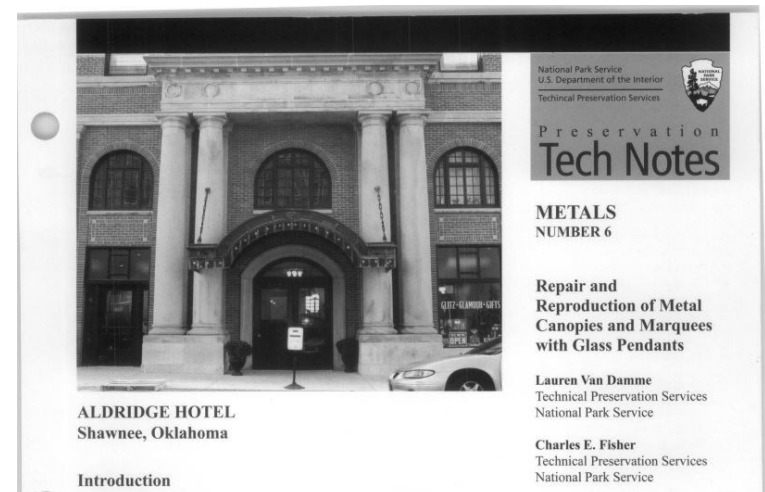 National Park Service
U.S. Department of the Interior
Techincal Preservation Services
NATIONAL
PARK
SERVICE
Preservation
Tech Notes
METALS
NUMBER 6
Repair and
Reproduction of Metal
Canopies and Marquees
with Glass Pendants
Lauren Van Damme
Technical Preservation Services
National Park Service
Charles E. Fisher
Technical Preservation Services
National Park Service
GLITZ-GLAMOUR-GIFTS
OPEN
ALDRIDGE HOTEL
Shawnee, Oklahoma
Introduction